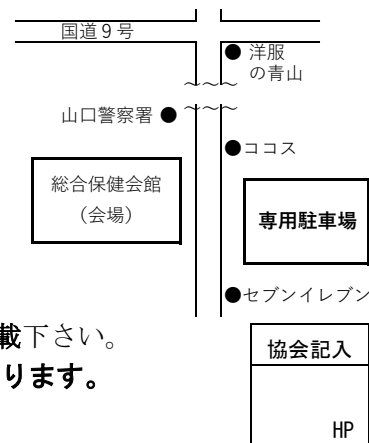 国道９号
洋服
の青山
山口警察署
ココス
総合保健会館
（会場）
専用駐車場
セブンイレブン
載下さい。
ります。
協会記入
HP